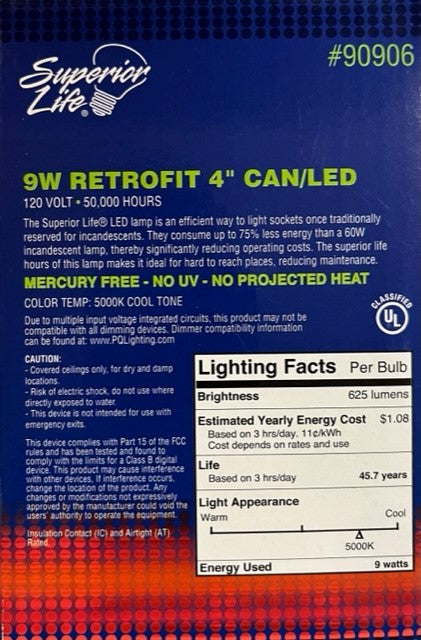 #90906
Superior
Life®
9W RETROFIT 4" CAN/LED
120 VOLT • 50,000 HOURS
The Superior Life® LED lamp is an efficient way to light sockets once traditionally
reserved for incandescents. They consume up to 75% less energy than a 60W
incandescent lamp, thereby significantly reducing operating costs. The superior life
hours of this lamp makes it ideal for hard to reach places, reducing maintenance.
MERCURY FREE - NO UV - NO PROJECTED HEAT
COLOR TEMP: 5000K COOL TONE
Due to multiple input voltage integrated circuits, this product may not be
compatible with all dimming devices. Dimmer compatibility information
can be found at: www.PQLighting.com
CLASSIFIED
UL
CAUTION:
- Covered ceilings only, for dry and damp
locations.
- Risk of electric shock, do not use where
directly exposed to water.
- This device is not intended for use with
emergency exits.
This device complies with Part 15 of the FCC
rules and has been tested and found to
comply with the limits for a Class B digital
device. This product may cause interference
with other devices. If interference occurs,
change the location of the product. Any
changes or modifications not expressively
approved by the manufacturer could void the
users' authority to operate the equipment.
Insulation Contact (IC) and Airtight (AT)
Rated.
Lighting Facts Per Bulb
Brightness 625 lumens
Estimated Yearly Energy Cost $1.08
Based on 3 hrs/day, 11¢/kWh
Cost depends on rates and use
Life
Based on 3 hrs/day 45.7 years
Light Appearance
Warm Cool
5000K
Energy Used 9 watts